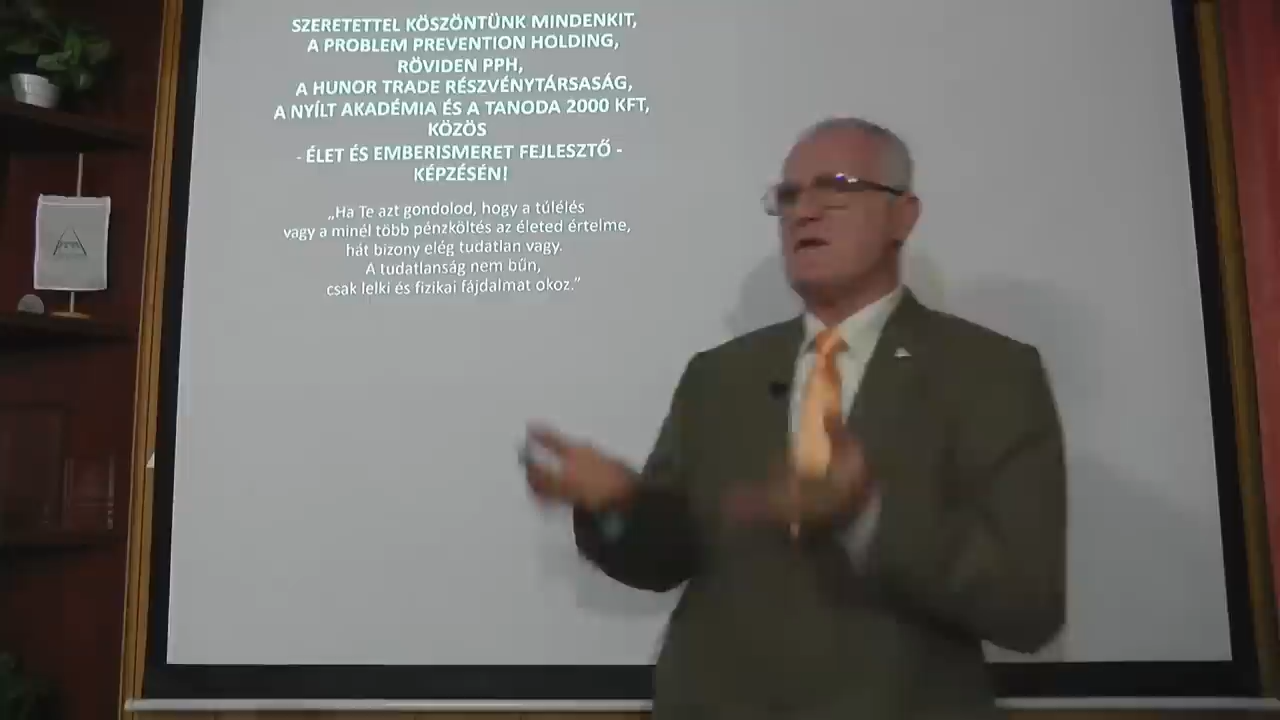 SZERETETTEL KÖSZÖNTÜNK MINDENKIT,
A PROBLEM PREVENTION HOLDING,
RÖVIDEN PPH,
A HUNOR TRADE RÉSZVÉNYTÁRSASÁG,
A NYÍLT AKADÉMIA ÉS A TANODA 2000 KFT,
KÖZÖS
- ÉLET ÉS EMBERISMERET FEJLESZTŐ -
KÉPZÉSÉN!
„Ha Te azt gondolod, hogy a túlélés
vagy a minél több pénzköltés az életed értelme,
hát bizony elég tudatlan vagy.
A tudatlanság nem bűn,
csak lelki és fizikai fájdalmat okoz.”